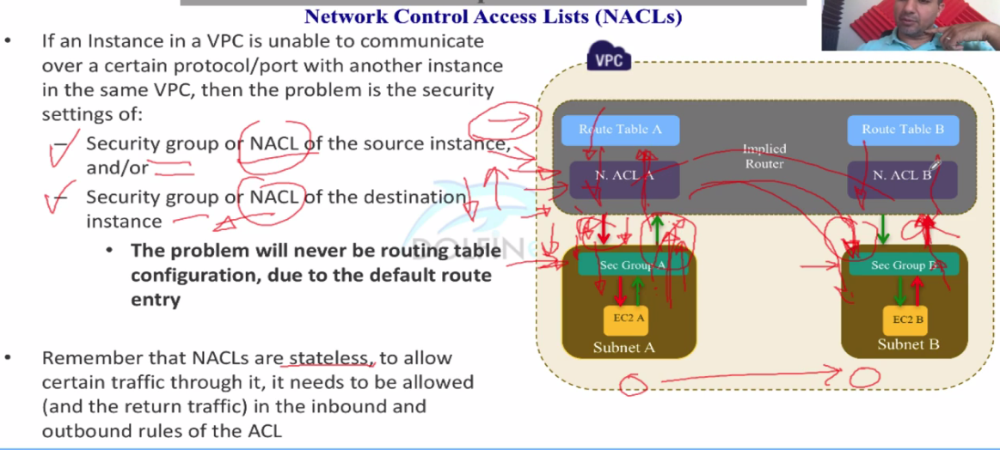 Network Control Access Lists (NACLs)
• If an Instance in a VPC is unable to communicate
over a certain protocol/port with another instance
in the same VPC, then the problem is the security
settings of:
– Security group or NACL of the source instance,
and/or
– Security group or NACL of the destination
instance
• The problem will never be routing table
configuration, due to the default route
entry
• Remember that NACLs are stateless, to allow
certain traffic through it, it needs to be allowed
(and the return traffic) in the inbound and
outbound rules of the ACL
DOLFIN
VPC
Route Table A
Route Table B
Implied
Router
N. ACL A
N. ACL B
Sec Group A
Sec Group B
EC2 A
EC2 B
Subnet A
Subnet B